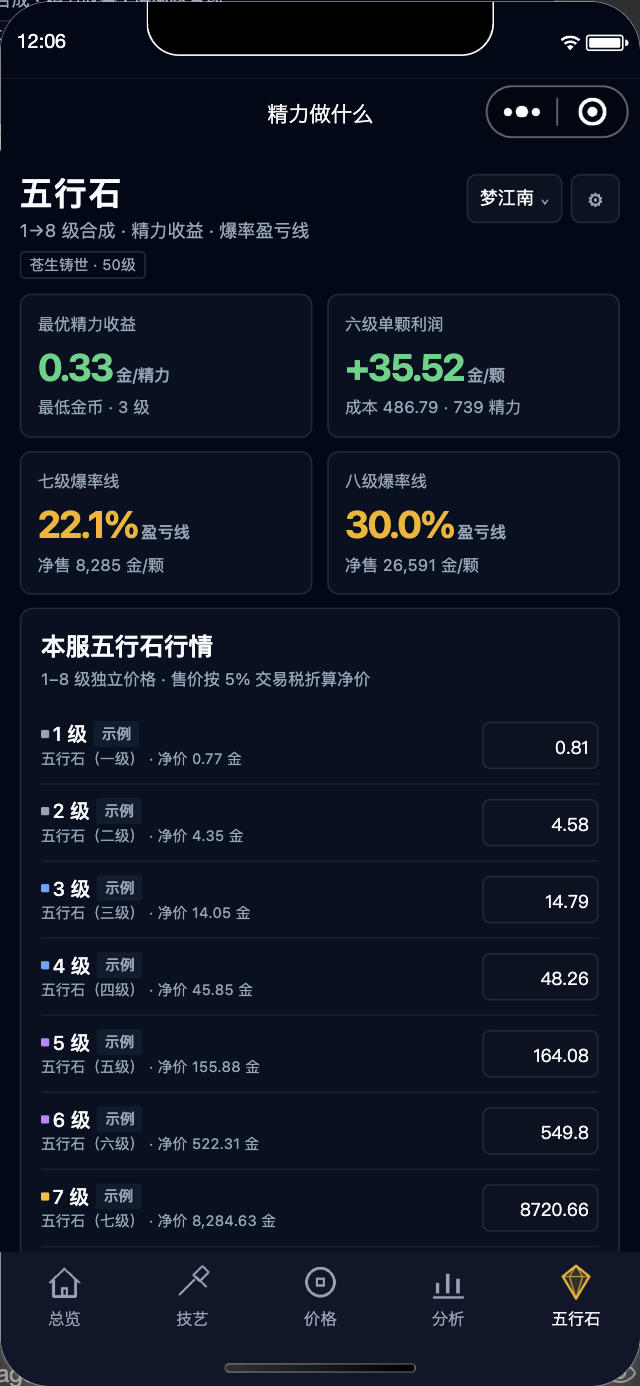 12:06
精力做什么
五行石
梦江南
1→8 级合成 · 精力收益 · 爆率盈亏线
苍生铸世 · 50级
最优精力收益
0.33 金/精力
最低金币 · 3 级
六级单颗利润
+35.52 金/颗
成本 486.79 · 739 精力
七级爆率线
22.1% 盈亏线
净售 8,285 金/颗
八级爆率线
30.0% 盈亏线
净售 26,591 金/颗
本服五行石行情
1–8 级独立价格 · 售价按 5% 交易税折算净价
1 级 示例
五行石（一级） · 净价 0.77 金
0.81
2 级 示例
五行石（二级） · 净价 4.35 金
4.58
3 级 示例
五行石（三级） · 净价 14.05 金
14.79
4 级 示例
五行石（四级） · 净价 45.85 金
48.26
5 级 示例
五行石（五级） · 净价 155.88 金
164.08
6 级 示例
五行石（六级） · 净价 522.31 金
549.8
7 级 示例
五行石（七级） · 净价 8,284.63 金
8720.66
总览
技艺
价格
分析
五行石